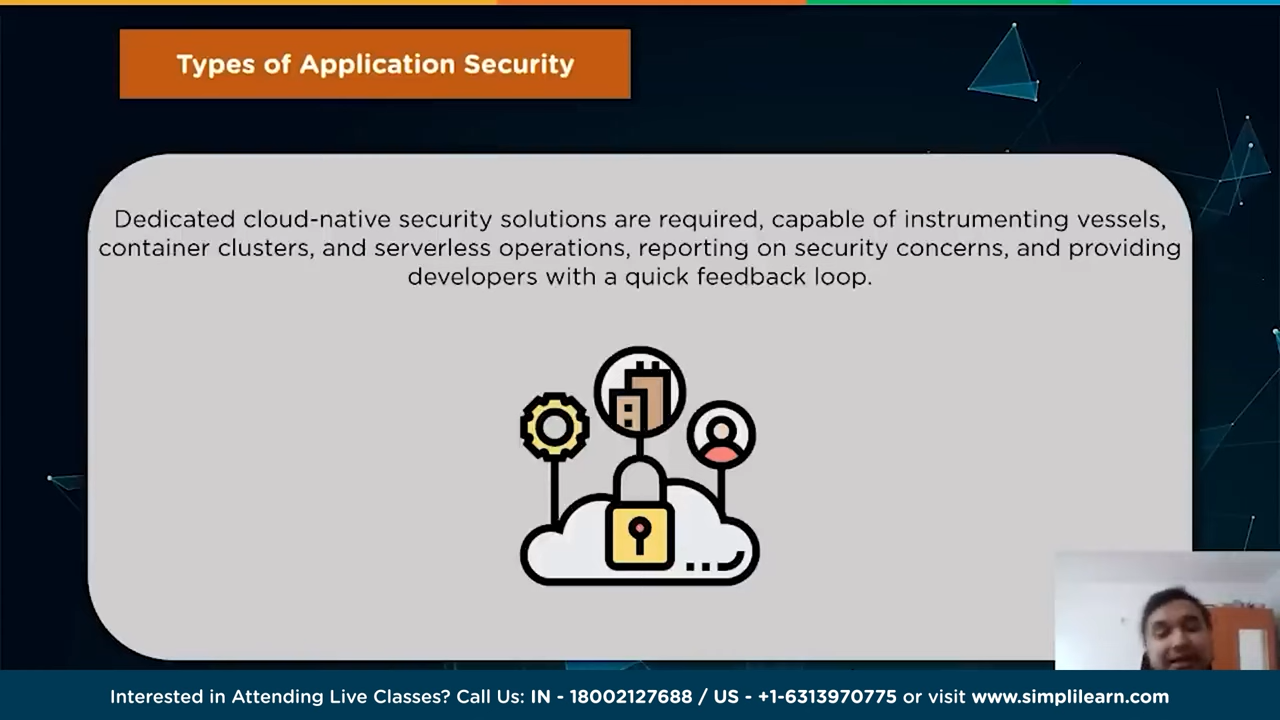 Types of Application Security
Dedicated cloud-native security solutions are required, capable of instrumenting vessels,
container clusters, and serverless operations, reporting on security concerns, and providing
developers with a quick feedback loop.
Interested in Attending Live Classes? Call Us: IN - 18002127688 / US - +1-6313970775 or visit www.simplilearn.com